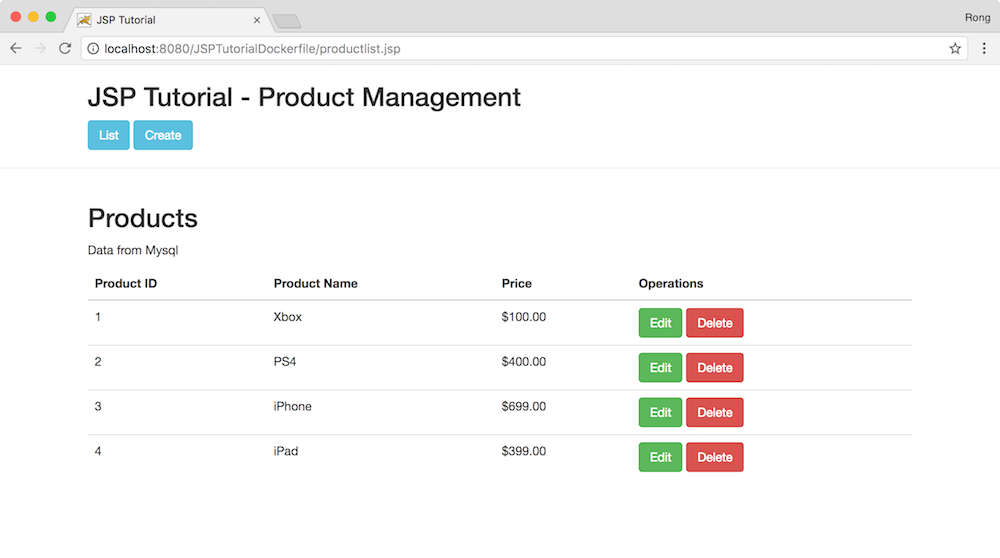 JSP Tutorial
Rong
localhost:8080/JSPTutorialDockerfile/productlist.jsp
JSP Tutorial - Product Management
List Create
Products
Data from Mysql
Product ID Product Name Price Operations
1 Xbox $100.00 Edit Delete
2 PS4 $400.00 Edit Delete
3 iPhone $699.00 Edit Delete
4 iPad $399.00 Edit Delete